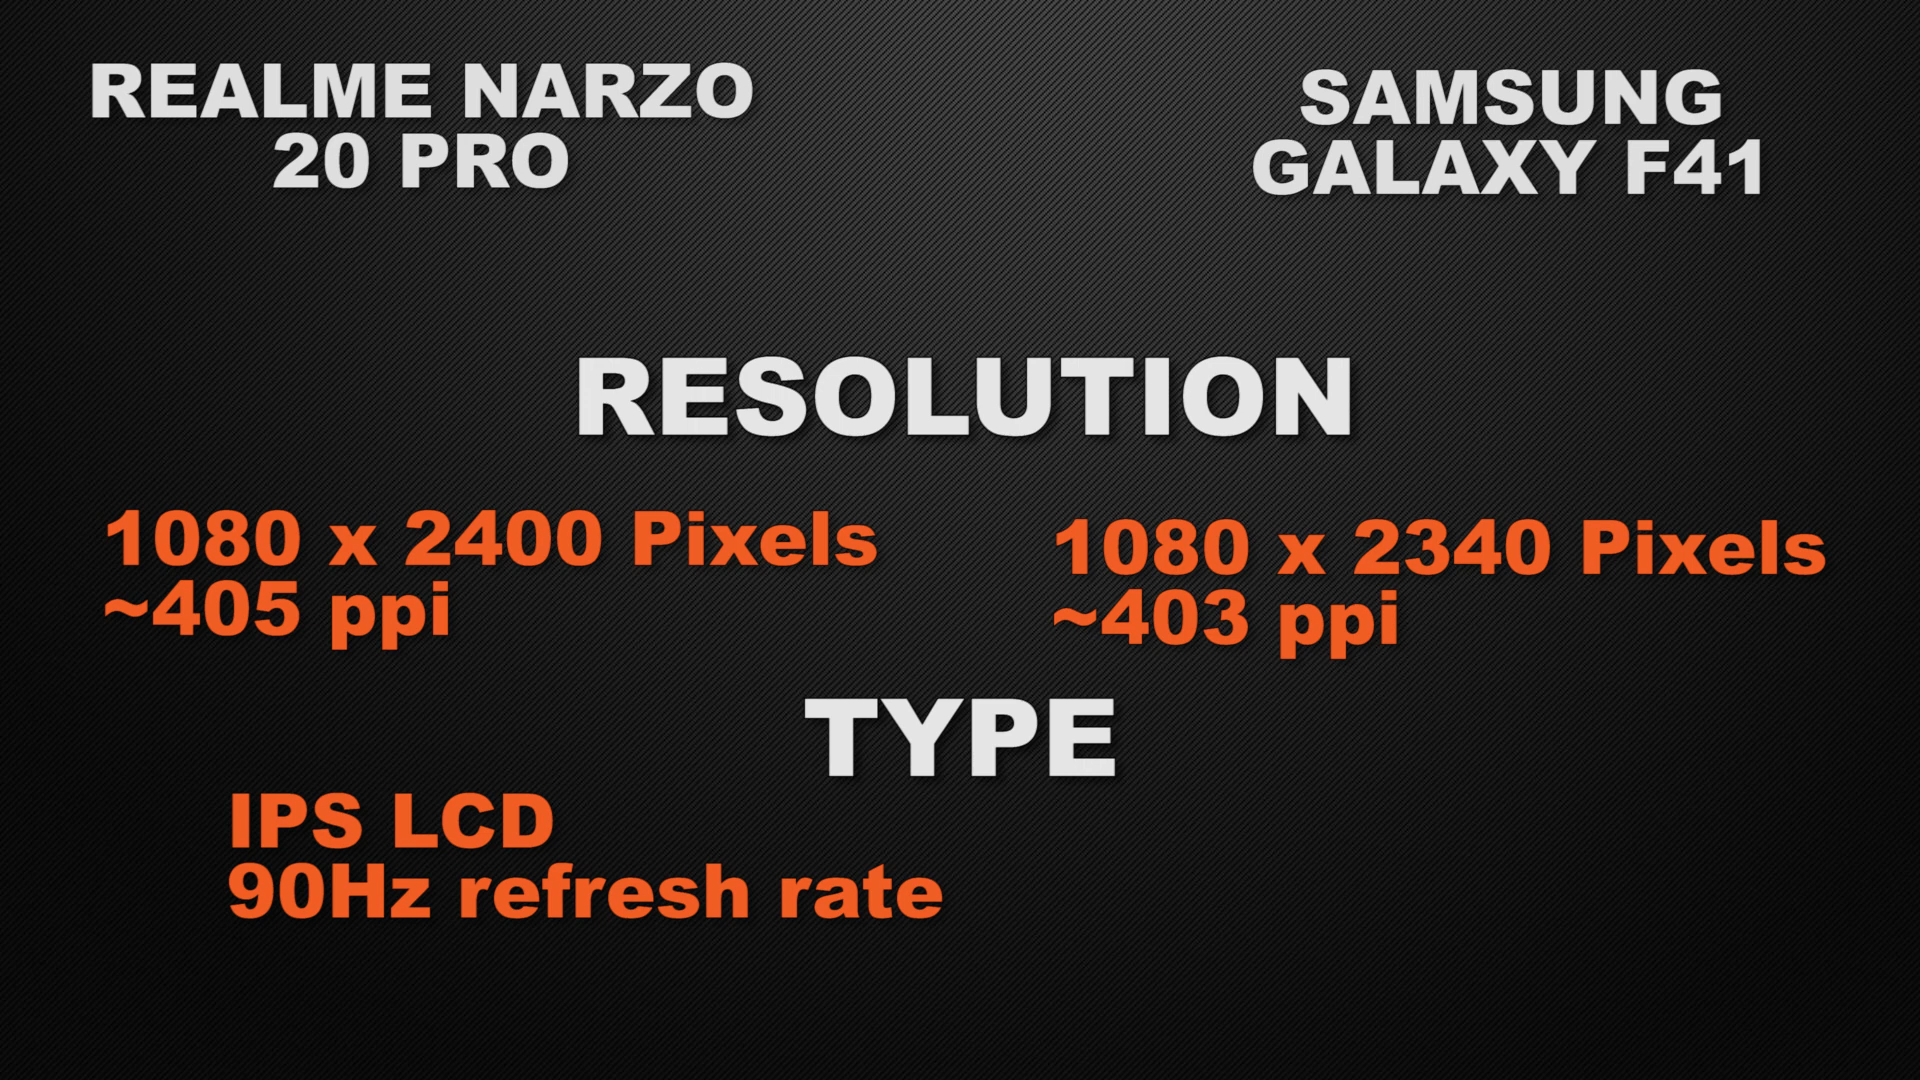 REALME NARZO
20 PRO
SAMSUNG
GALAXY F41
RESOLUTION
1080 x 2400 Pixels
~405 ppi
1080 x 2340 Pixels
~403 ppi
TYPE
IPS LCD
90Hz refresh rate